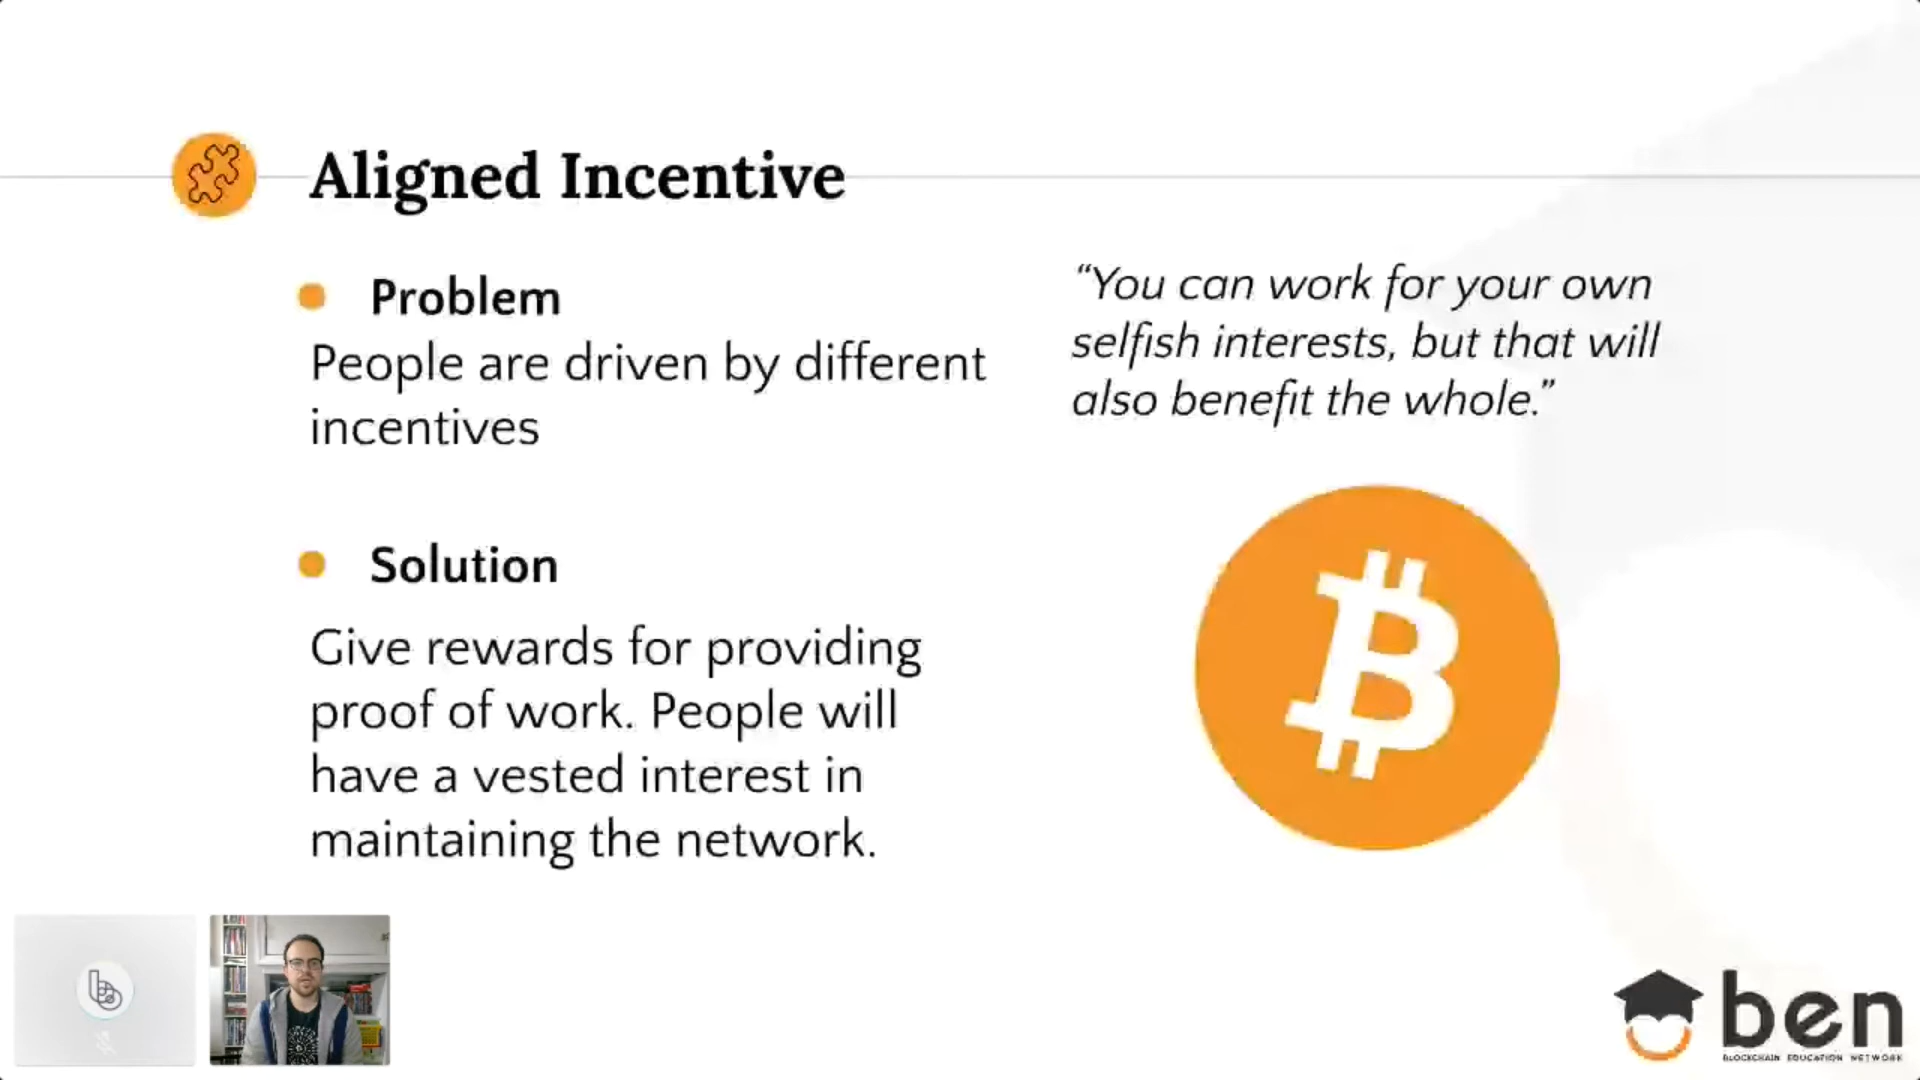 Aligned Incentive
Problem
People are driven by different
incentives
Solution
Give rewards for providing
proof of work. People will
have a vested interest in
maintaining the network.
“You can work for your own
selfish interests, but that will
also benefit the whole.”
ben
BLOCKCHAIN EDUCATION NETWORK